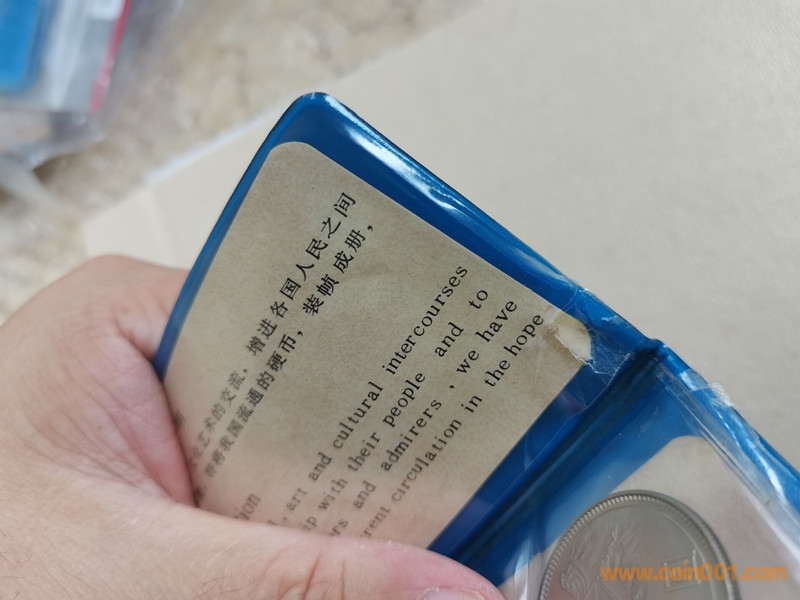 艺术的交流，增进各国人民之间
我国流通的硬币，装帧成册，
art and cultural intercourses
with their people and to
and admirers, we have
circulation in the hope
www.coin001.com